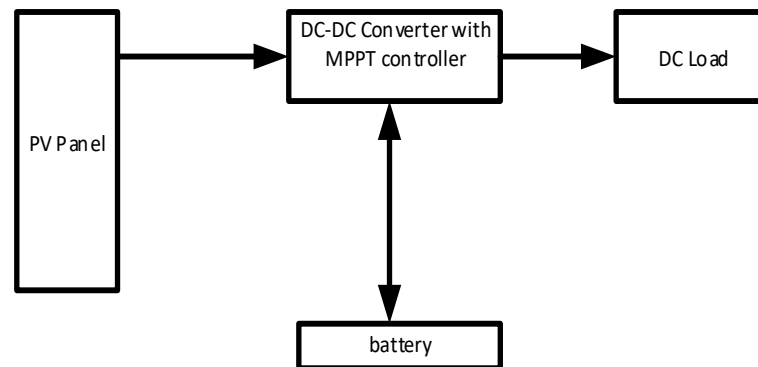 DC-DC Converter with
MPPT controller
DC Load
PV Panel
battery